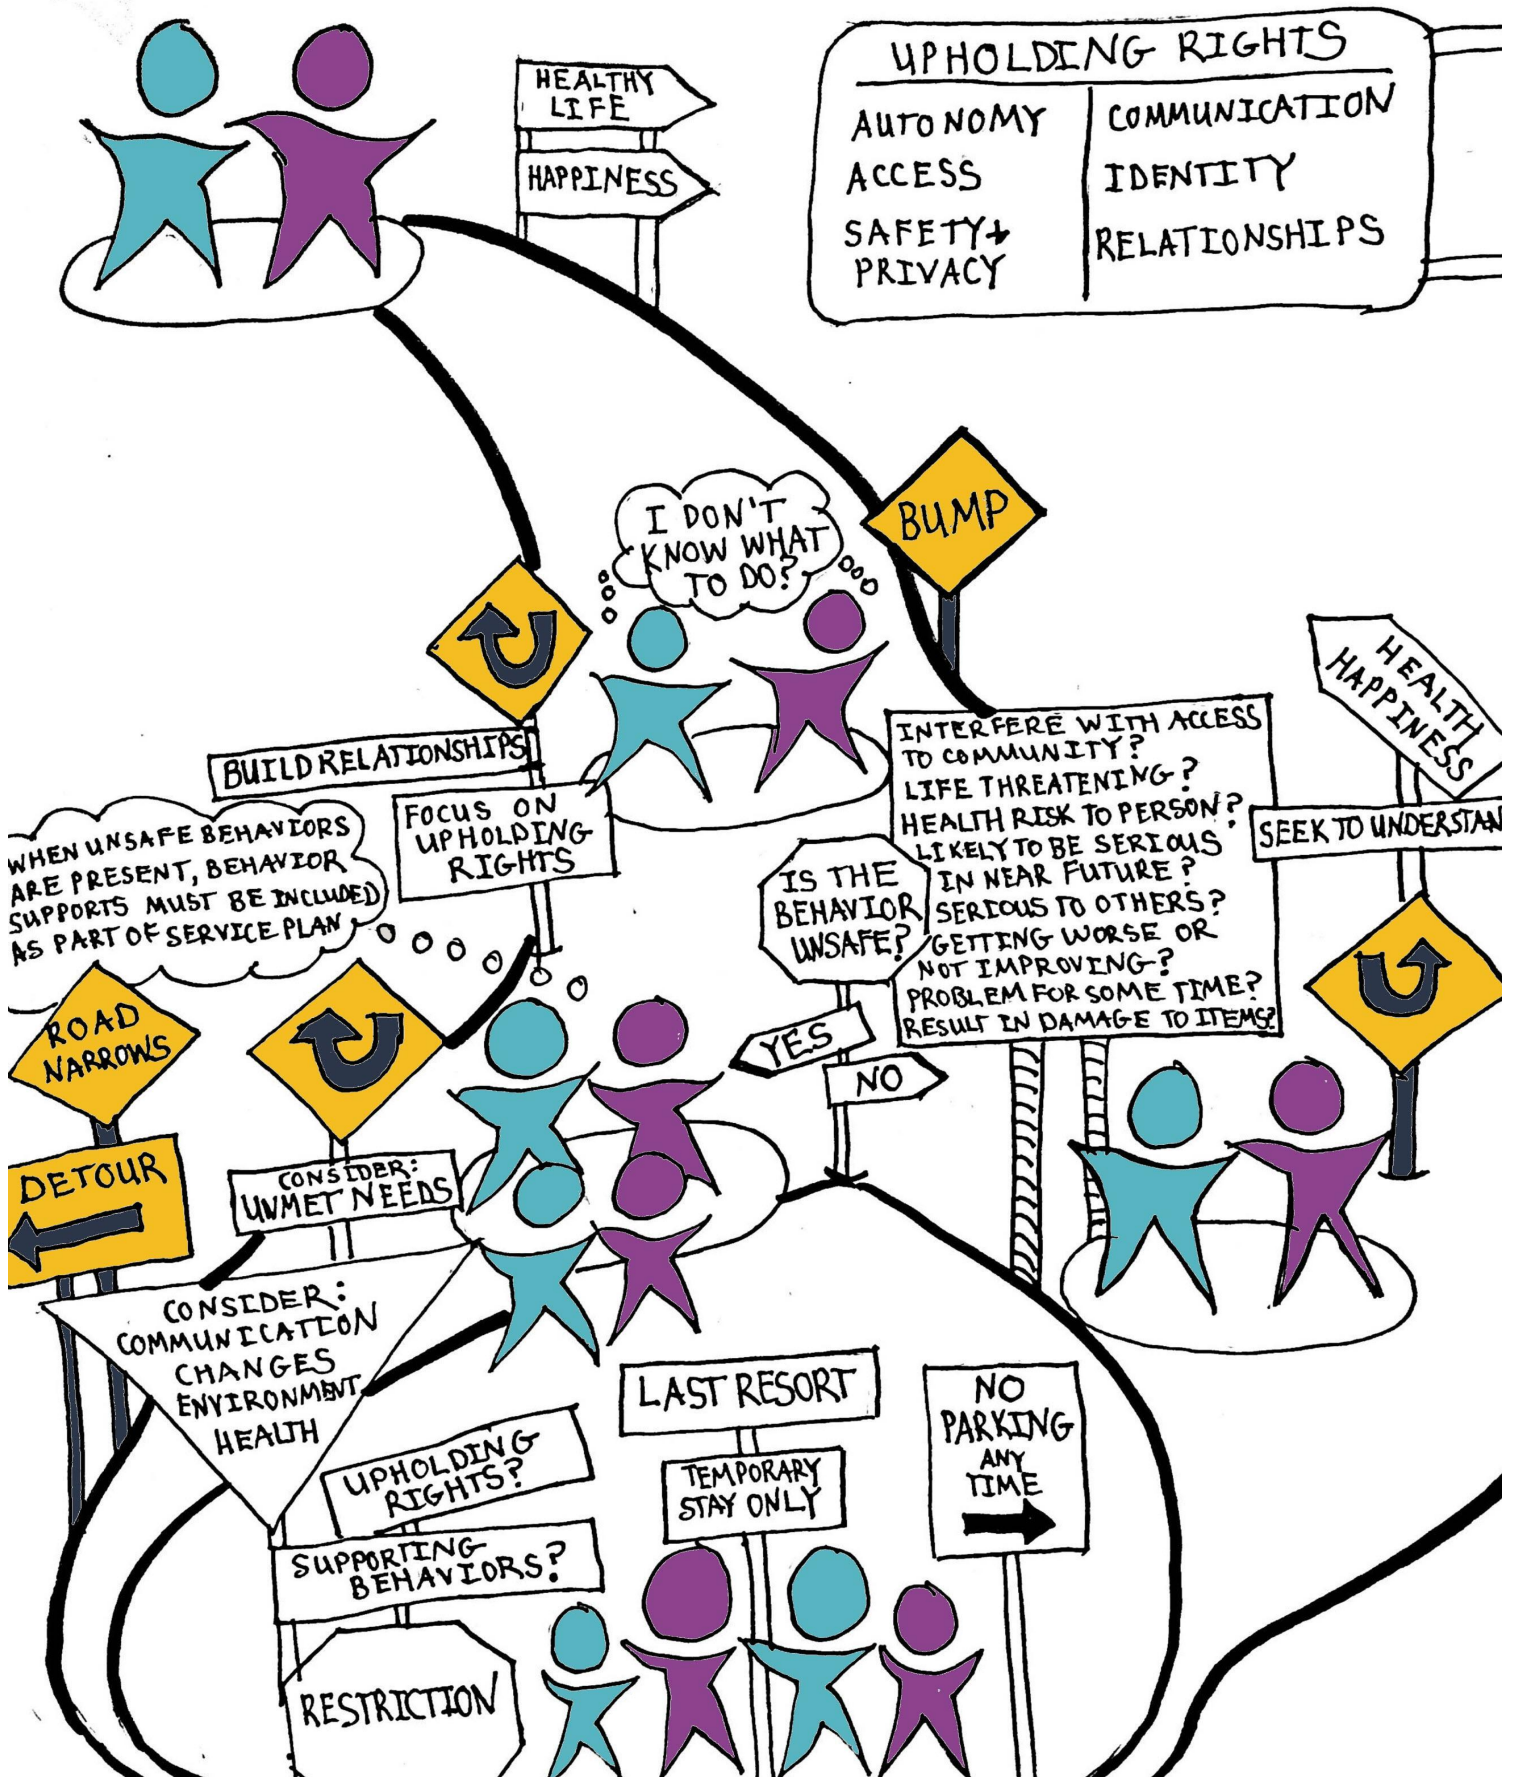 HEALTHY
LIFE
HAPPINESS
UPHOLDING RIGHTS
AUTONOMY
ACCESS
SAFETY+
PRIVACY
COMMUNICATION
IDENTITY
RELATIONSHIPS
BUMP
I DON'T
KNOW WHAT
TO DO?
BUILD RELATIONSHIPS
FOCUS ON
UPHOLDING
RIGHTS
WHEN UNSAFE BEHAVIORS
ARE PRESENT, BEHAVIOR
SUPPORTS MUST BE INCLUDED
AS PART OF SERVICE PLAN
INTERFERE WITH ACCESS
TO COMMUNITY?
LIFE THREATENING?
HEALTH RISK TO PERSON?
LIKELY TO BE SERIOUS
IN NEAR FUTURE?
SERIOUS TO OTHERS?
GETTING WORSE OR
NOT IMPROVING?
PROBLEM FOR SOME TIME?
RESULT IN DAMAGE TO ITEMS?
IS THE
BEHAVIOR
UNSAFE?
YES
NO
HEALTH
HAPPINESS
SEEK TO UNDERSTAN
ROAD
NARROWS
DETOUR
CONSIDER:
UNMET NEEDS
CONSIDER:
COMMUNICATION
CHANGES
ENVIRONMENT
HEALTH
UPHOLDING
RIGHTS?
SUPPORTING
BEHAVIORS?
RESTRICTION
LAST RESORT
TEMPORARY
STAY ONLY
NO
PARKING
ANY
TIME